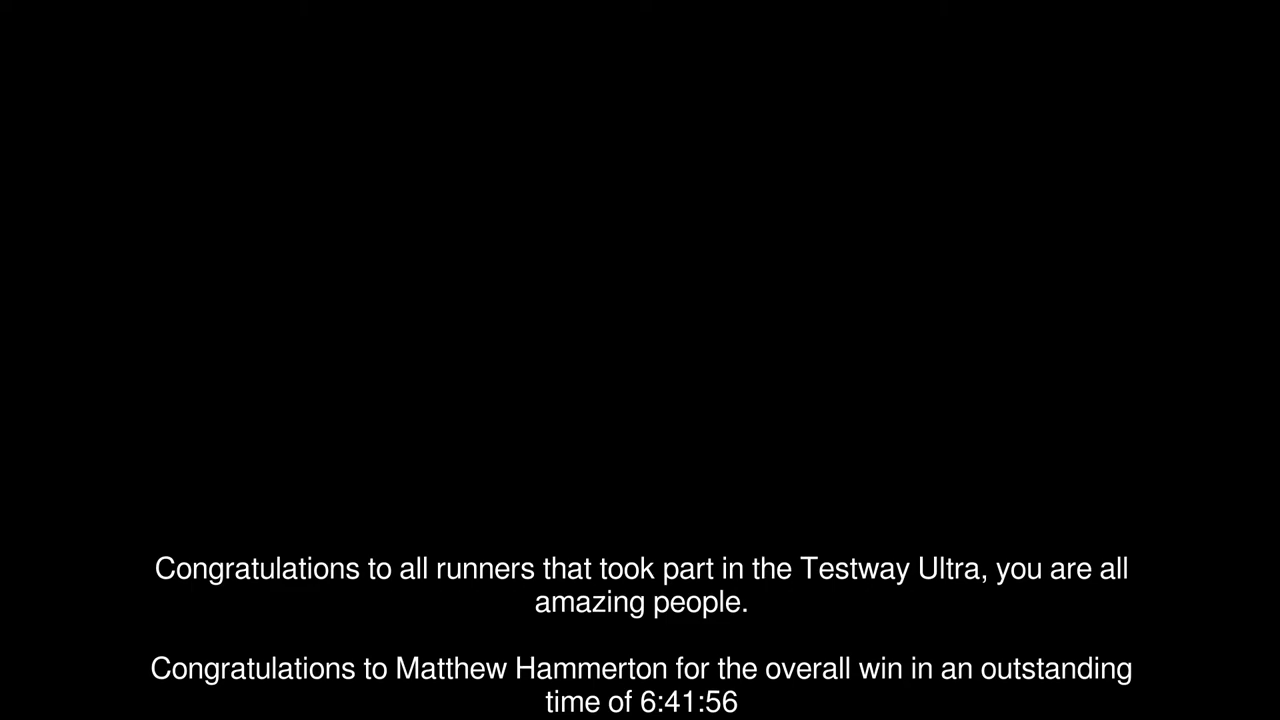 Congratulations to all runners that took part in the Testway Ultra, you are all
amazing people.
Congratulations to Matthew Hammerton for the overall win in an outstanding
time of 6:41:56